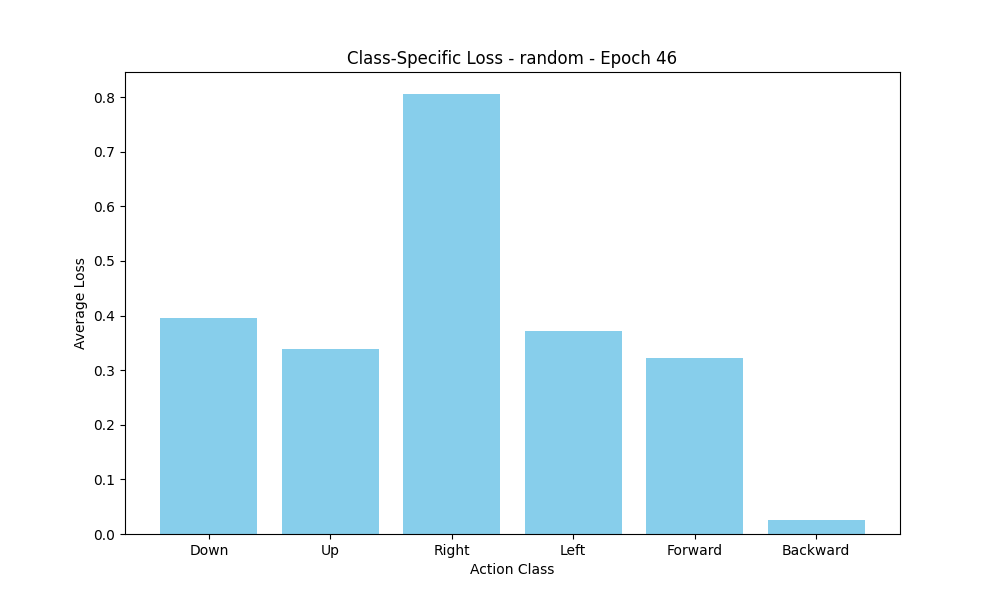 Class-Specific Loss - random - Epoch 46
Average Loss
0.8
0.7
0.6
0.5
0.4
0.3
0.2
0.1
0.0
Down Up Right Left Forward Backward
Action Class